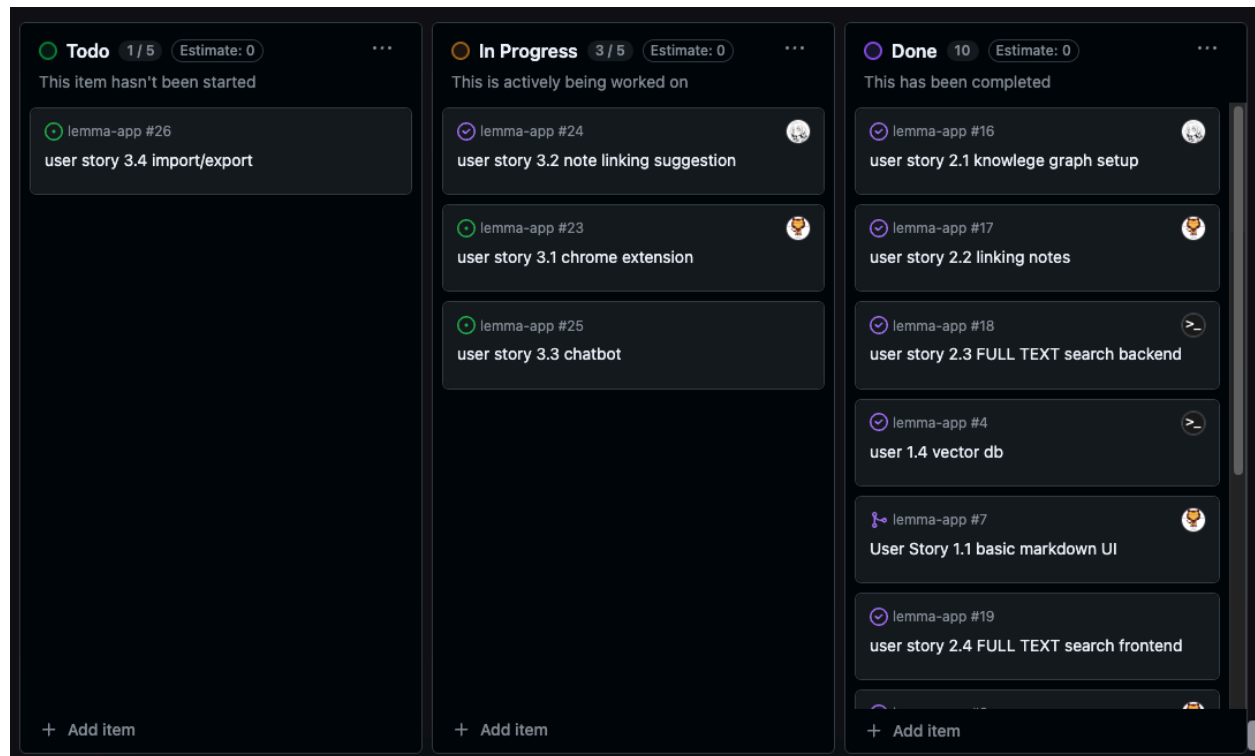 Todo 1 / 5 Estimate: 0
This item hasn't been started
lemma-app #26
user story 3.4 import/export
+ Add item
In Progress 3 / 5 Estimate: 0
This is actively being worked on
lemma-app #24
user story 3.2 note linking suggestion
lemma-app #23
user story 3.1 chrome extension
lemma-app #25
user story 3.3 chatbot
+ Add item
Done 10 Estimate: 0
This has been completed
lemma-app #16
user story 2.1 knowlege graph setup
lemma-app #17
user story 2.2 linking notes
lemma-app #18
user story 2.3 FULL TEXT search backend
lemma-app #4
user 1.4 vector db
lemma-app #7
User Story 1.1 basic markdown UI
lemma-app #19
user story 2.4 FULL TEXT search frontend
+ Add item